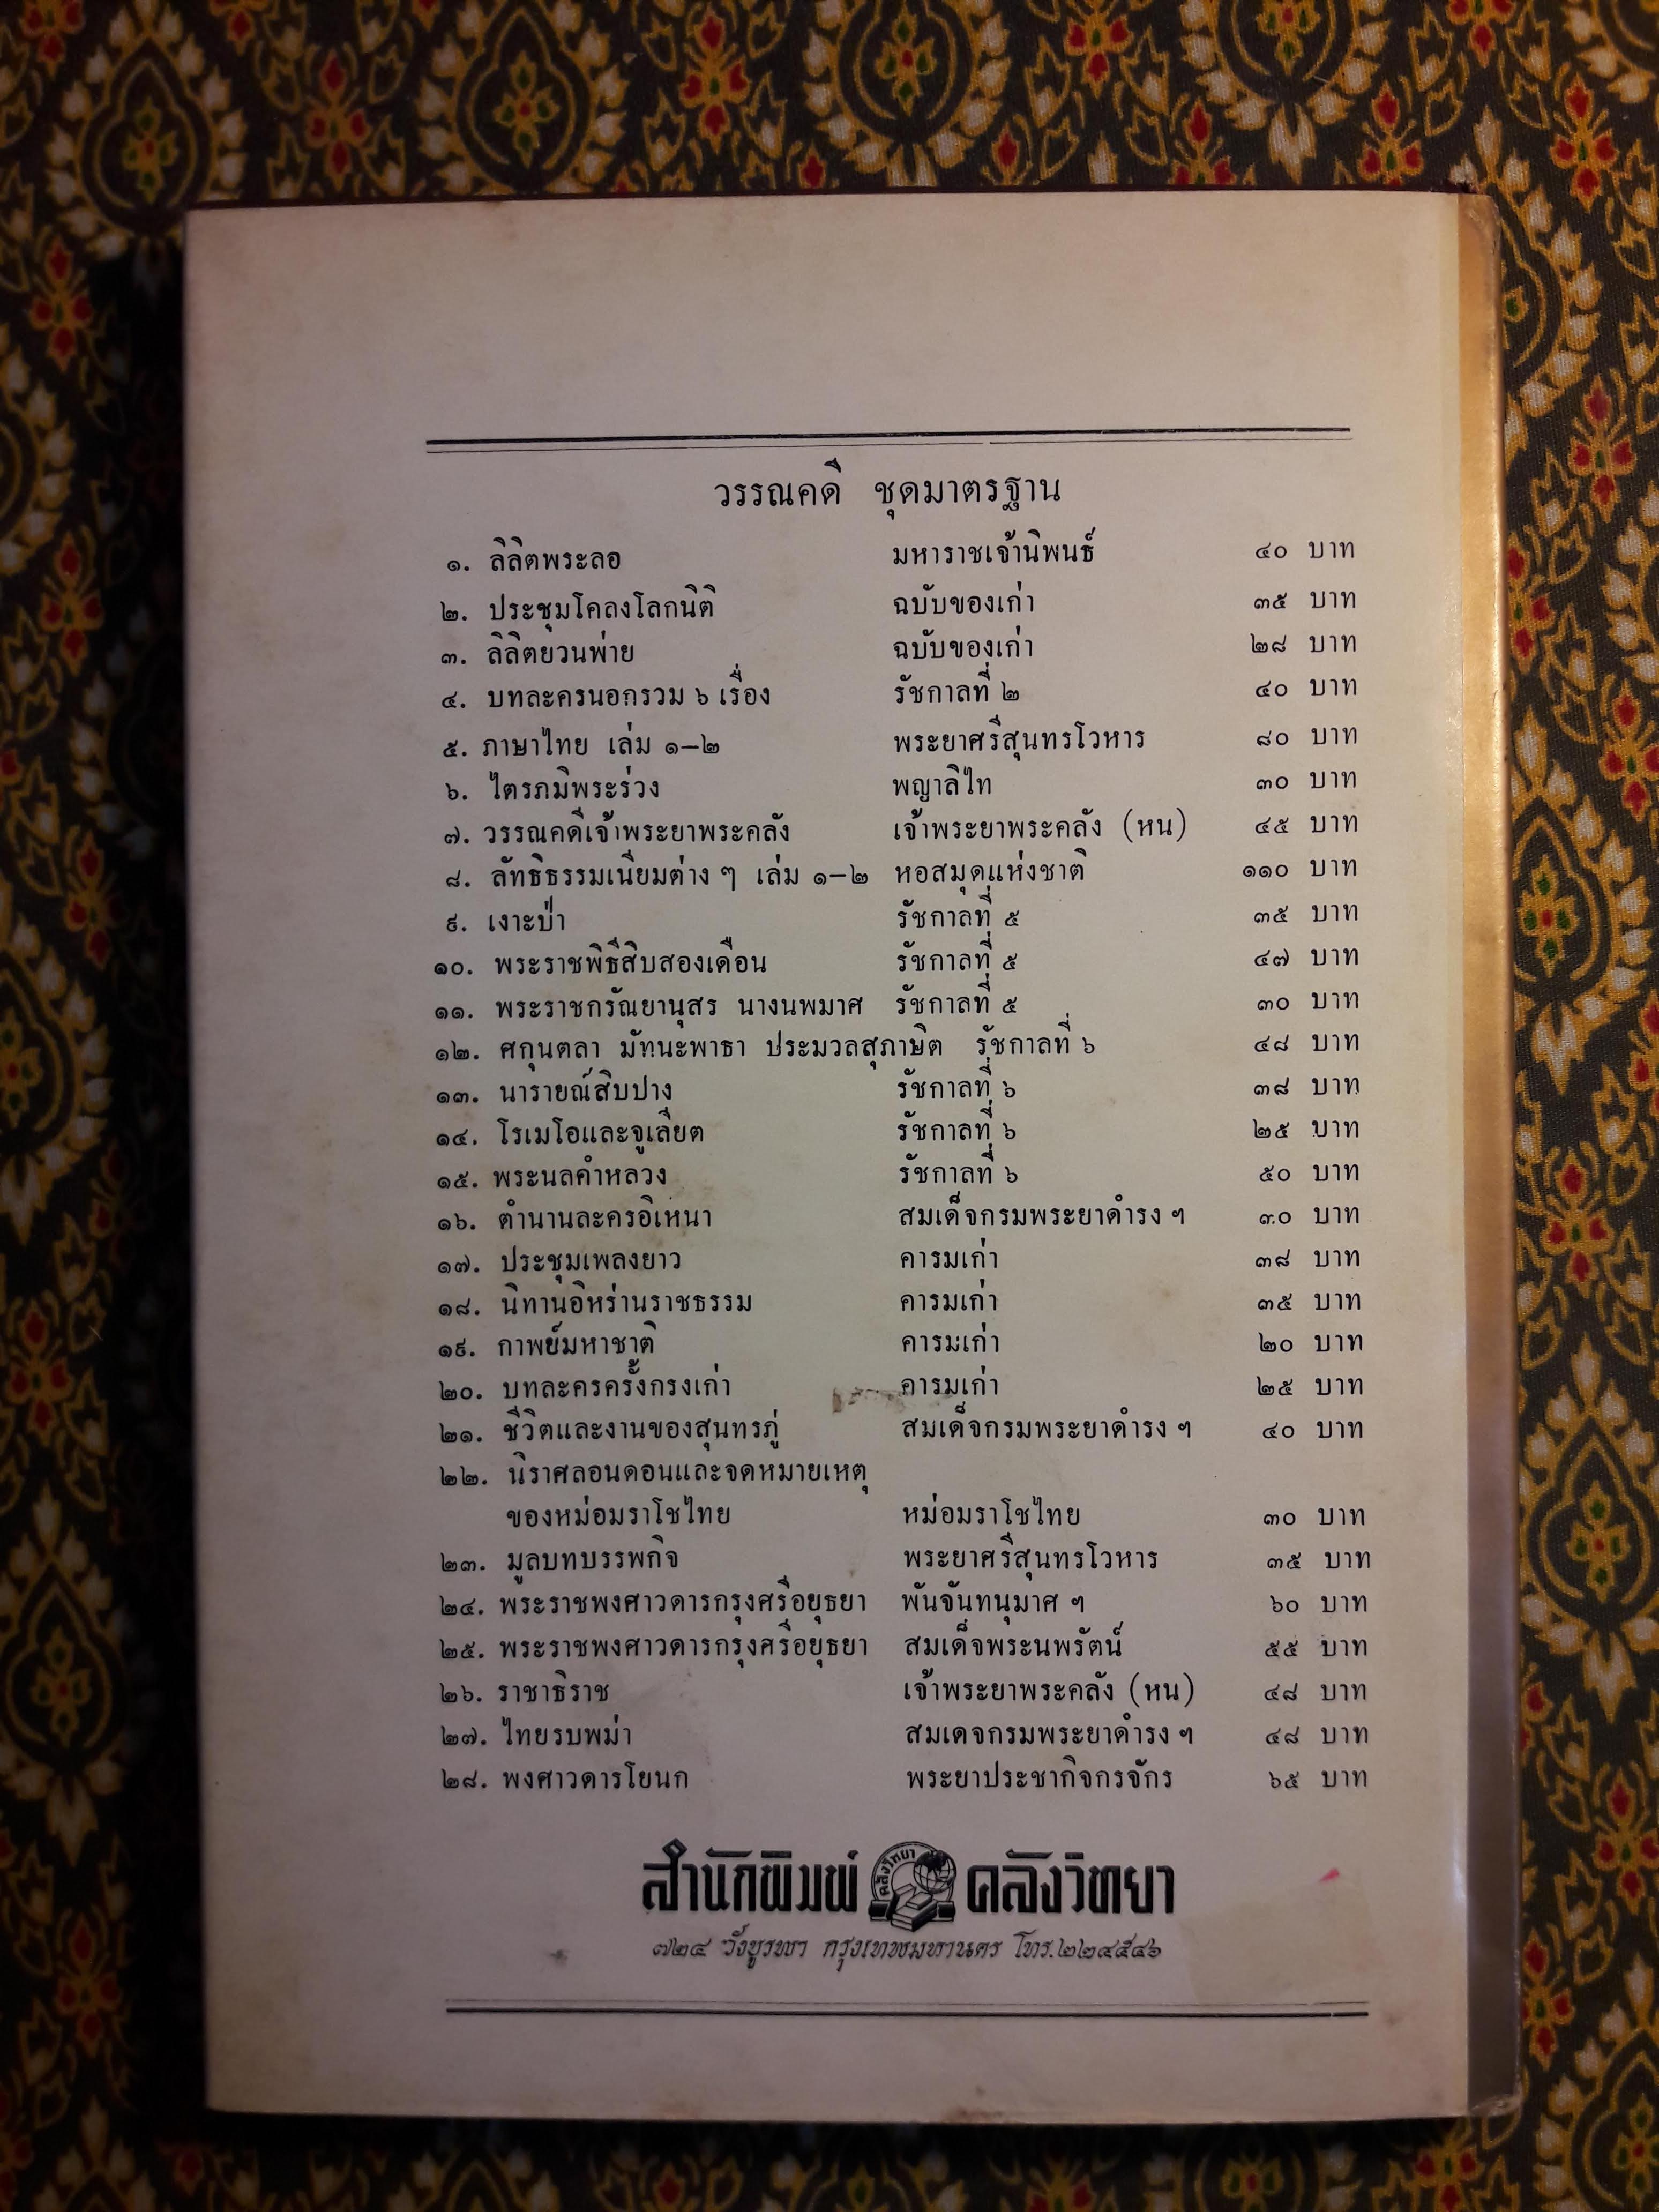 วรรณคดี ชุดมาตรฐาน
๑. ลิลิตพระลอ มหาราชเจ้านิพนธ์ ๔๐ บาท
๒. ประชุมโคลงโลกนิติ ฉบับของเก่า ๓๕ บาท
๓. ลิลิตยวนพ่าย ฉบับของเก่า ๒๘ บาท
๔. บทละครนอกรวม ๖ เรื่อง รัชกาลที่ ๒ ๔๐ บาท
๕. ภาษาไทย เล่ม ๑-๒ พระยาศรีสุนทรโวหาร ๘๐ บาท
๖. ไตรภูมิพระร่วง พญาลิไท ๓๐ บาท
๗. วรรณคดีเจ้าพระยาพระคลัง เจ้าพระยาพระคลัง (หน) ๔๕ บาท
๘. ลัทธิธรรมเนียมต่าง ๆ เล่ม ๑-๒ หอสมุดแห่งชาติ ๑๑๐ บาท
๙. เงาะป่า รัชกาลที่ ๕ ๓๕ บาท
๑๐. พระราชพิธีสิบสองเดือน รัชกาลที่ ๕ ๔๗ บาท
๑๑. พระราชกรัณยานุสร นางนพมาศ รัชกาลที่ ๕ ๓๐ บาท
๑๒. ศกุนตลา มัทนะพาธา ประมวลสุภาษิต รัชกาลที่ ๖ ๔๘ บาท
๑๓. นารายณ์สิบปาง รัชกาลที่ ๖ ๓๘ บาท
๑๔. โรเมโอและจูเลียต รัชกาลที่ ๖ ๒๕ บาท
๑๕. พระนลคำหลวง รัชกาลที่ ๖ ๕๐ บาท
๑๖. ตำนานละครอิเหนา สมเด็จกรมพระยาดำรง ๆ ๓๐ บาท
๑๗. ประชุมเพลงยาว คารมเก่า ๓๘ บาท
๑๘. นิทานอิหร่านราชธรรม คารมเก่า ๓๕ บาท
๑๙. กาพย์มหาชาติ คารมเก่า ๒๐ บาท
๒๐. บทละครครั้งกรงเก่า คารมเก่า ๒๕ บาท
๒๑. ชีวิตและงานของสุนทรภู่ สมเด็จกรมพระยาดำรง ๆ ๔๐ บาท
๒๒. นิราศลอนดอนและจดหมายเหตุ
ของหม่อมราโชไทย หม่อมราโชไทย ๓๐ บาท
๒๓. มูลบทบรรพกิจ พระยาศรีสุนทรโวหาร ๓๕ บาท
๒๔. พระราชพงศาวดารกรุงศรีอยุธยา พันจันทนุมาศ ๆ ๖๐ บาท
๒๕. พระราชพงศาวดารกรุงศรีอยุธยา สมเด็จพระนพรัตน์ ๕๕ บาท
๒๖. ราชาธิราช เจ้าพระยาพระคลัง (หน) ๔๘ บาท
๒๗. ไทยรบพม่า สมเดจกรมพระยาดำรง ๆ ๔๘ บาท
๒๘. พงศาวดารโยนก พระยาประชากิจกรจักร ๖๕ บาท
สำนักพิมพ์ คลังวิทยา คลังวิทยา
๗๒๔ วังบูรพา กรุงเทพมหานคร โทร.๒๒๔๕๔๖